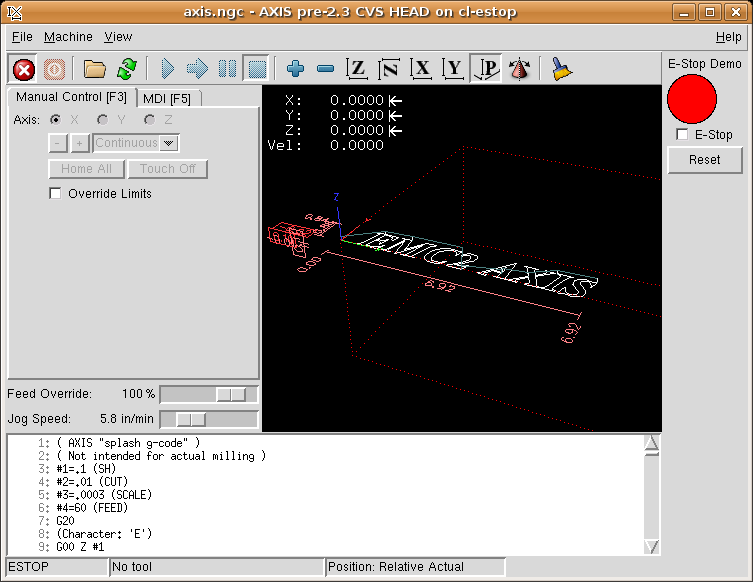 axis.ngc - AXIS pre-2.3 CVS HEAD on cl-estop
File Machine View Help
Z N X Y P
Manual Control [F3] MDI [F5]
Axis: X Y Z
- + Continuous
Home All Touch Off
Override Limits
Feed Override: 100 %
Jog Speed: 5.8 in/min
X: 0.0000
Y: 0.0000
Z: 0.0000
Vel: 0.0000
Z
EMC2 AXIS
0.00
6.92
6.92
E-Stop Demo
E-Stop
Reset
1: ( AXIS "splash g-code" )
2: ( Not intended for actual milling )
3: #1=.1 (SH)
4: #2=.01 (CUT)
5: #3=.0003 (SCALE)
6: #4=60 (FEED)
7: G20
8: (Character: 'E')
9: G00 Z #1
ESTOP No tool Position: Relative Actual